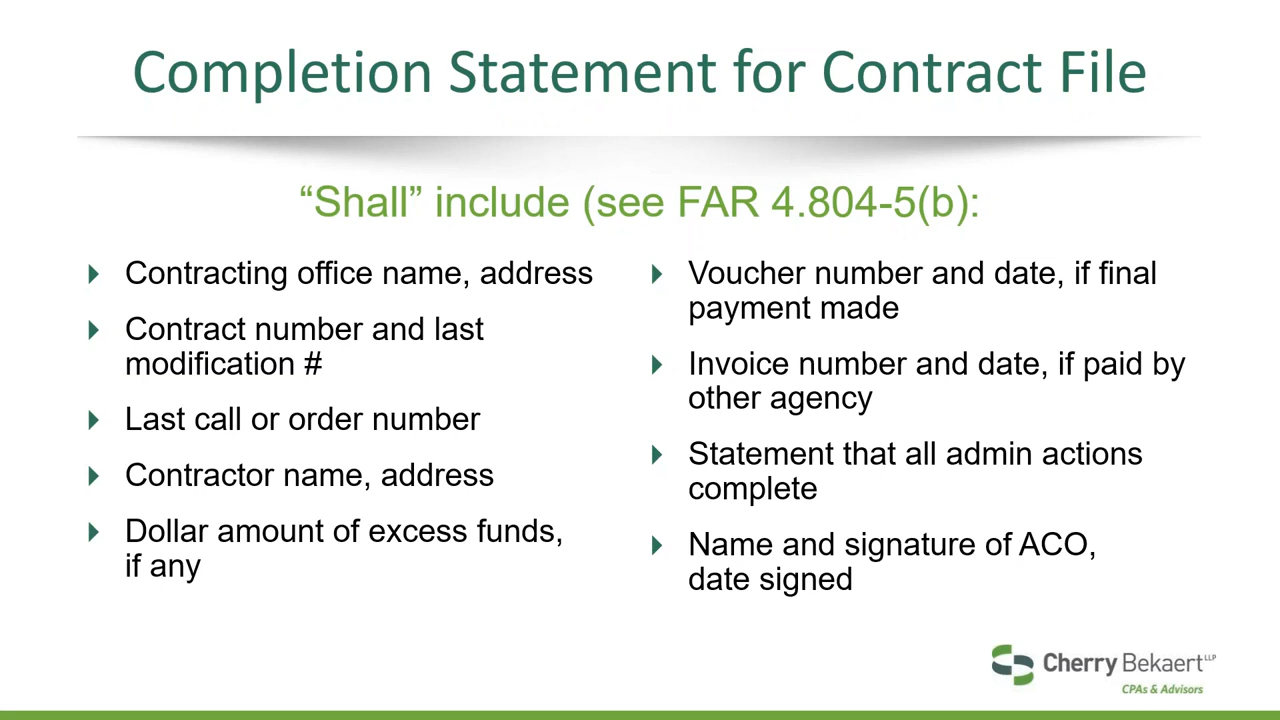 Completion Statement for Contract File
“Shall” include (see FAR 4.804-5(b):
Contracting office name, address
Contract number and last
modification #
Last call or order number
Contractor name, address
Dollar amount of excess funds,
if any
Voucher number and date, if final
payment made
Invoice number and date, if paid by
other agency
Statement that all admin actions
complete
Name and signature of ACO,
date signed
Cherry Bekaert LLP
CPAs & Advisors